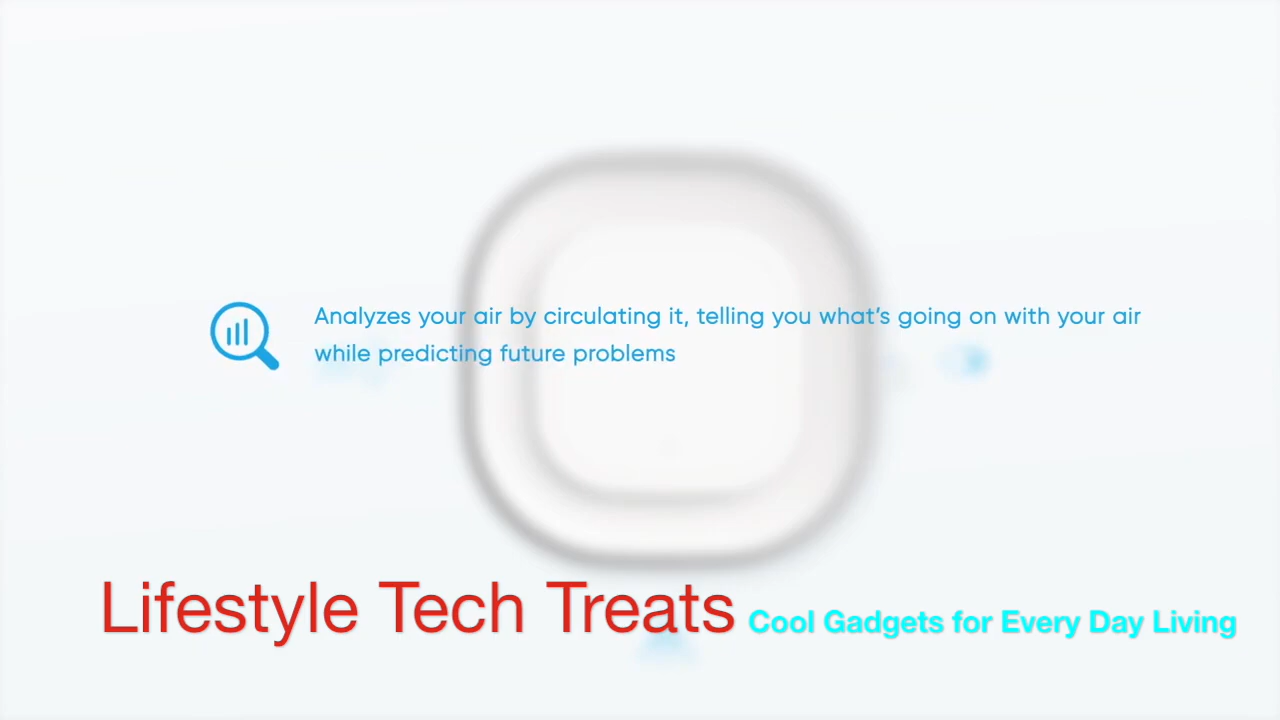 Analyzes your air by circulating it, telling you what's going on with your air
while predicting future problems
Lifestyle Tech Treats Cool Gadgets for Every Day Living